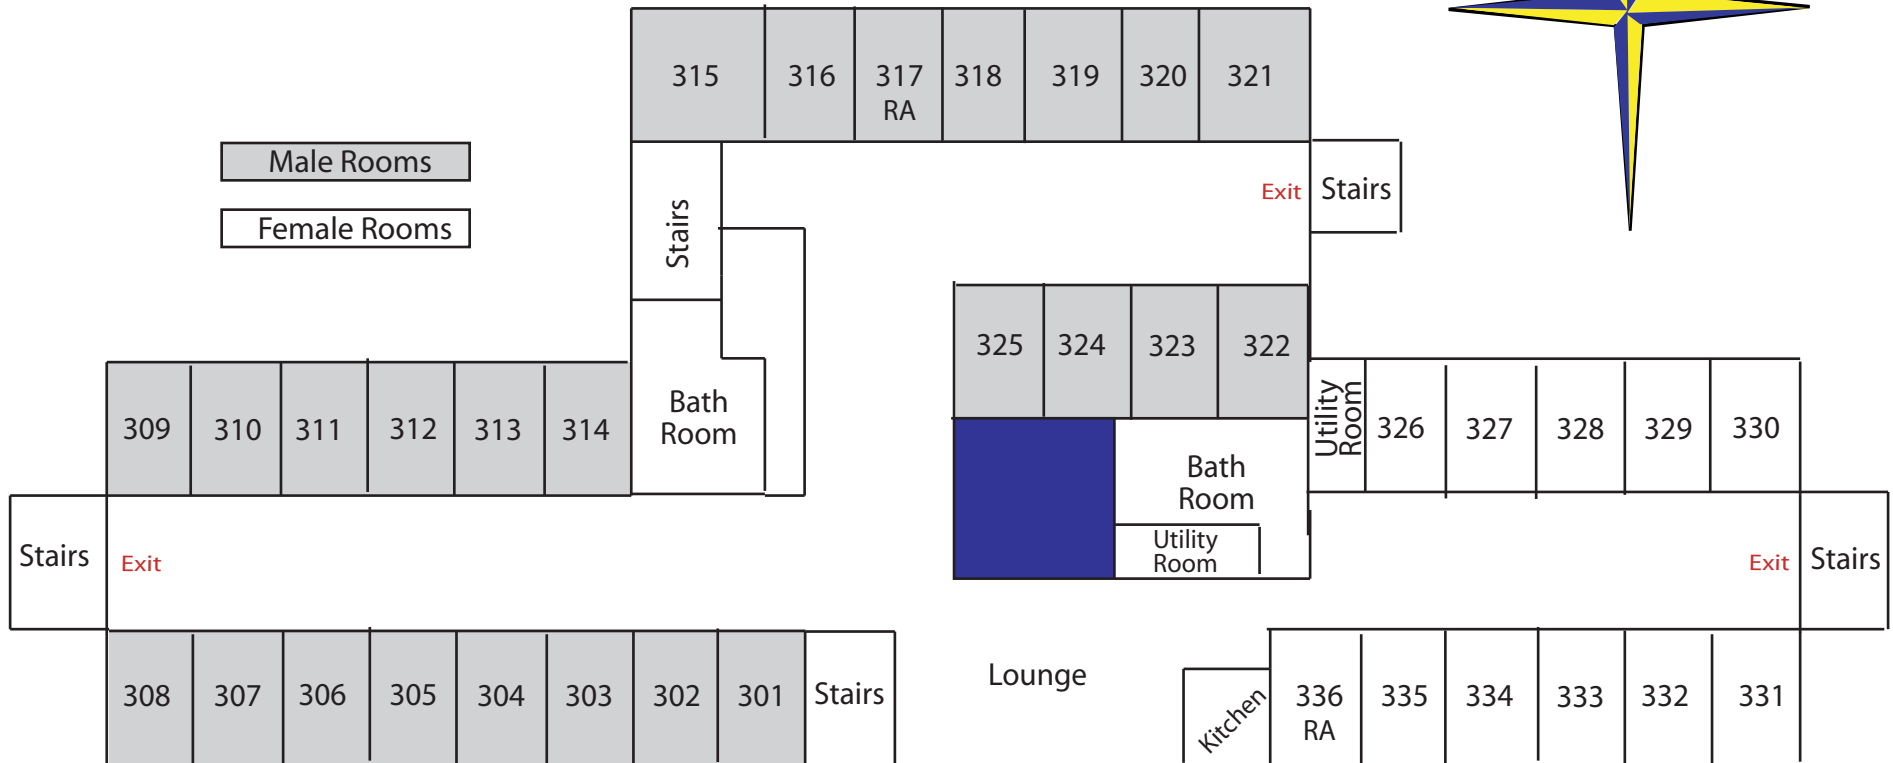 315
316
317
RA
318
319
320
321
Male Rooms
Female Rooms
Stairs
Exit
Stairs
325
324
323
322
309
310
311
312
313
314
Bath
Room
Utility
Room
326
327
328
329
330
Bath
Room
Utility
Room
Stairs
Exit
Exit
Stairs
308
307
306
305
304
303
302
301
Stairs
Lounge
Kitchen
336
RA
335
334
333
332
331